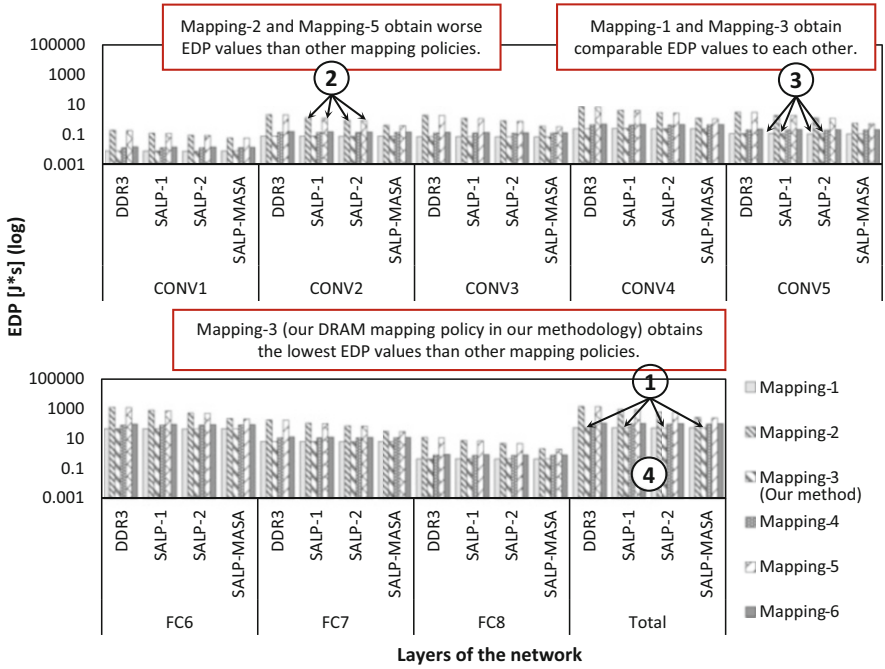 Mapping-2 and Mapping-5 obtain worse
EDP values than other mapping policies.
Mapping-1 and Mapping-3 obtain
comparable EDP values to each other.
2
3
100000
1000
10
0.1
0.001
DDR3
SALP-1
SALP-2
SALP-MASA
DDR3
SALP-1
SALP-2
SALP-MASA
DDR3
SALP-1
SALP-2
SALP-MASA
DDR3
SALP-1
SALP-2
SALP-MASA
DDR3
SALP-1
SALP-2
SALP-MASA
CONV1
CONV2
CONV3
CONV4
CONV5
EDP [J*s] (log)
Mapping-3 (our DRAM mapping policy in our methodology) obtains
the lowest EDP values than other mapping policies.
1
4
100000
1000
10
0.1
0.001
DDR3
SALP-1
SALP-2
SALP-MASA
DDR3
SALP-1
SALP-2
SALP-MASA
DDR3
SALP-1
SALP-2
SALP-MASA
DDR3
SALP-1
SALP-2
SALP-MASA
FC6
FC7
FC8
Total
Layers of the network
Mapping-1
Mapping-2
Mapping-3
(Our method)
Mapping-4
Mapping-5
Mapping-6